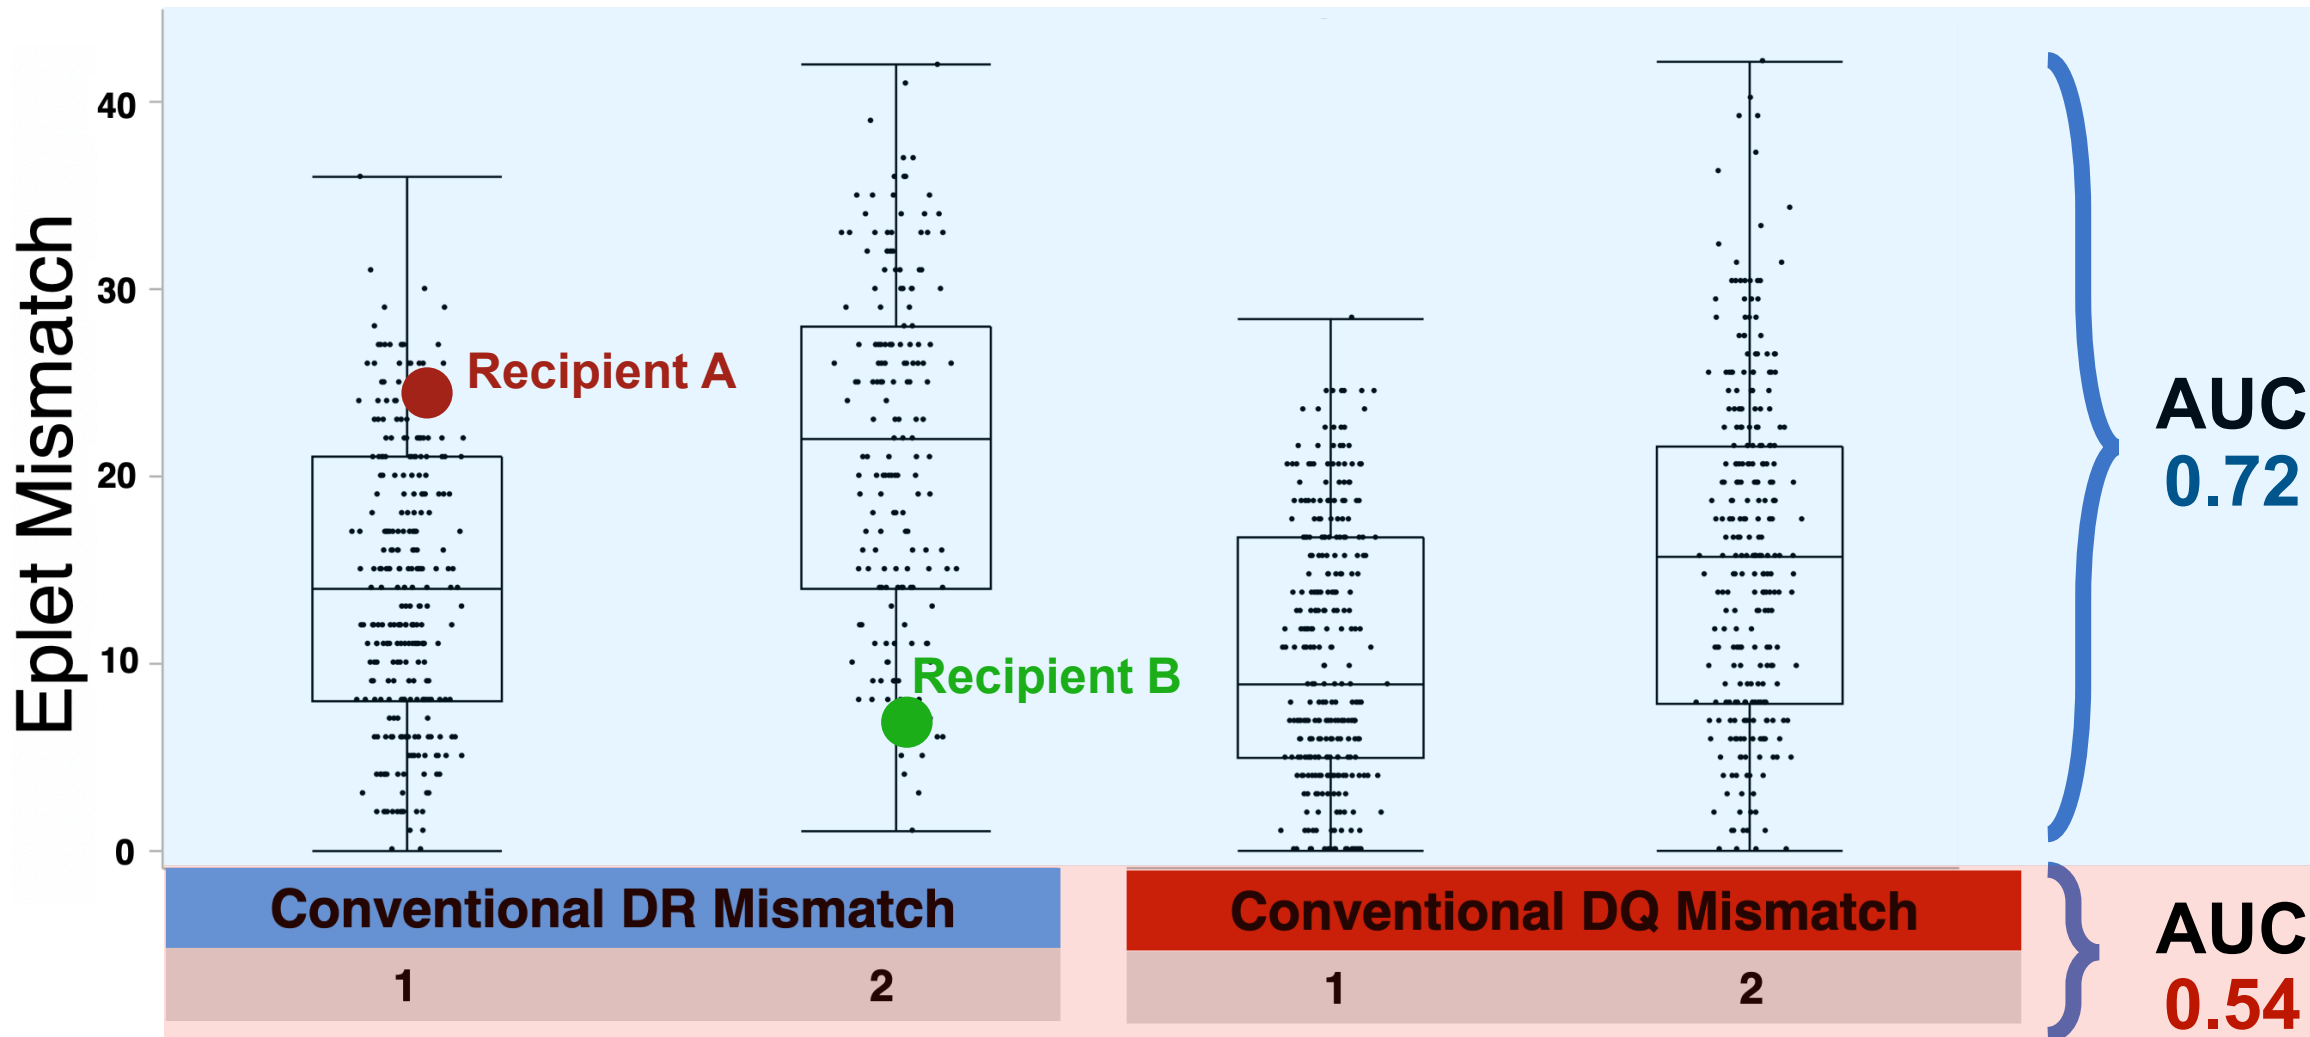 Eplet Mismatch
40
30
20
10
0
Recipient A
Recipient B
AUC
0.72
Conventional DR Mismatch
Conventional DQ Mismatch
1
2
1
2
AUC
0.54